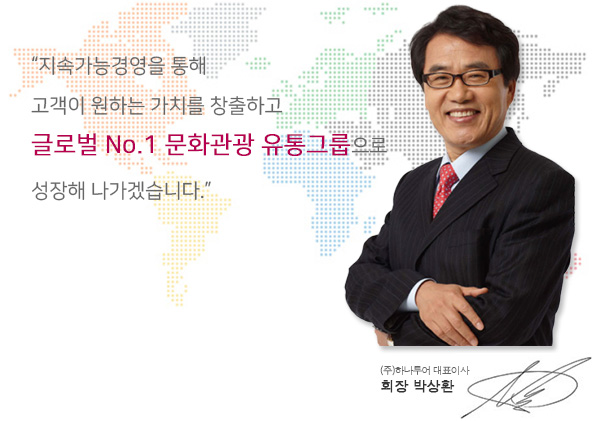 “지속가능경영을 통해
고객이 원하는 가치를 창출하고
글로벌 No.1 문화관광 유통그룹으로
성장해 나가겠습니다.”
(주)하나투어 대표이사
회장 박상환